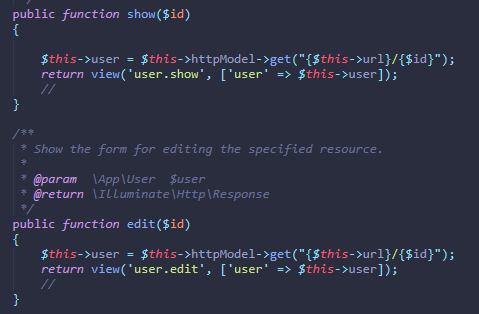 public function show($id)
{
$this->user = $this->httpModel->get("{$this->url}/{$id}");
return view('user.show', ['user' => $this->user]);
//
}
/**
* Show the form for editing the specified resource.
*
* @param  \App\User  $user
* @return \Illuminate\Http\Response
*/
public function edit($id)
{
$this->user = $this->httpModel->get("{$this->url}/{$id}");
return view('user.edit', ['user' => $this->user]);
//
}